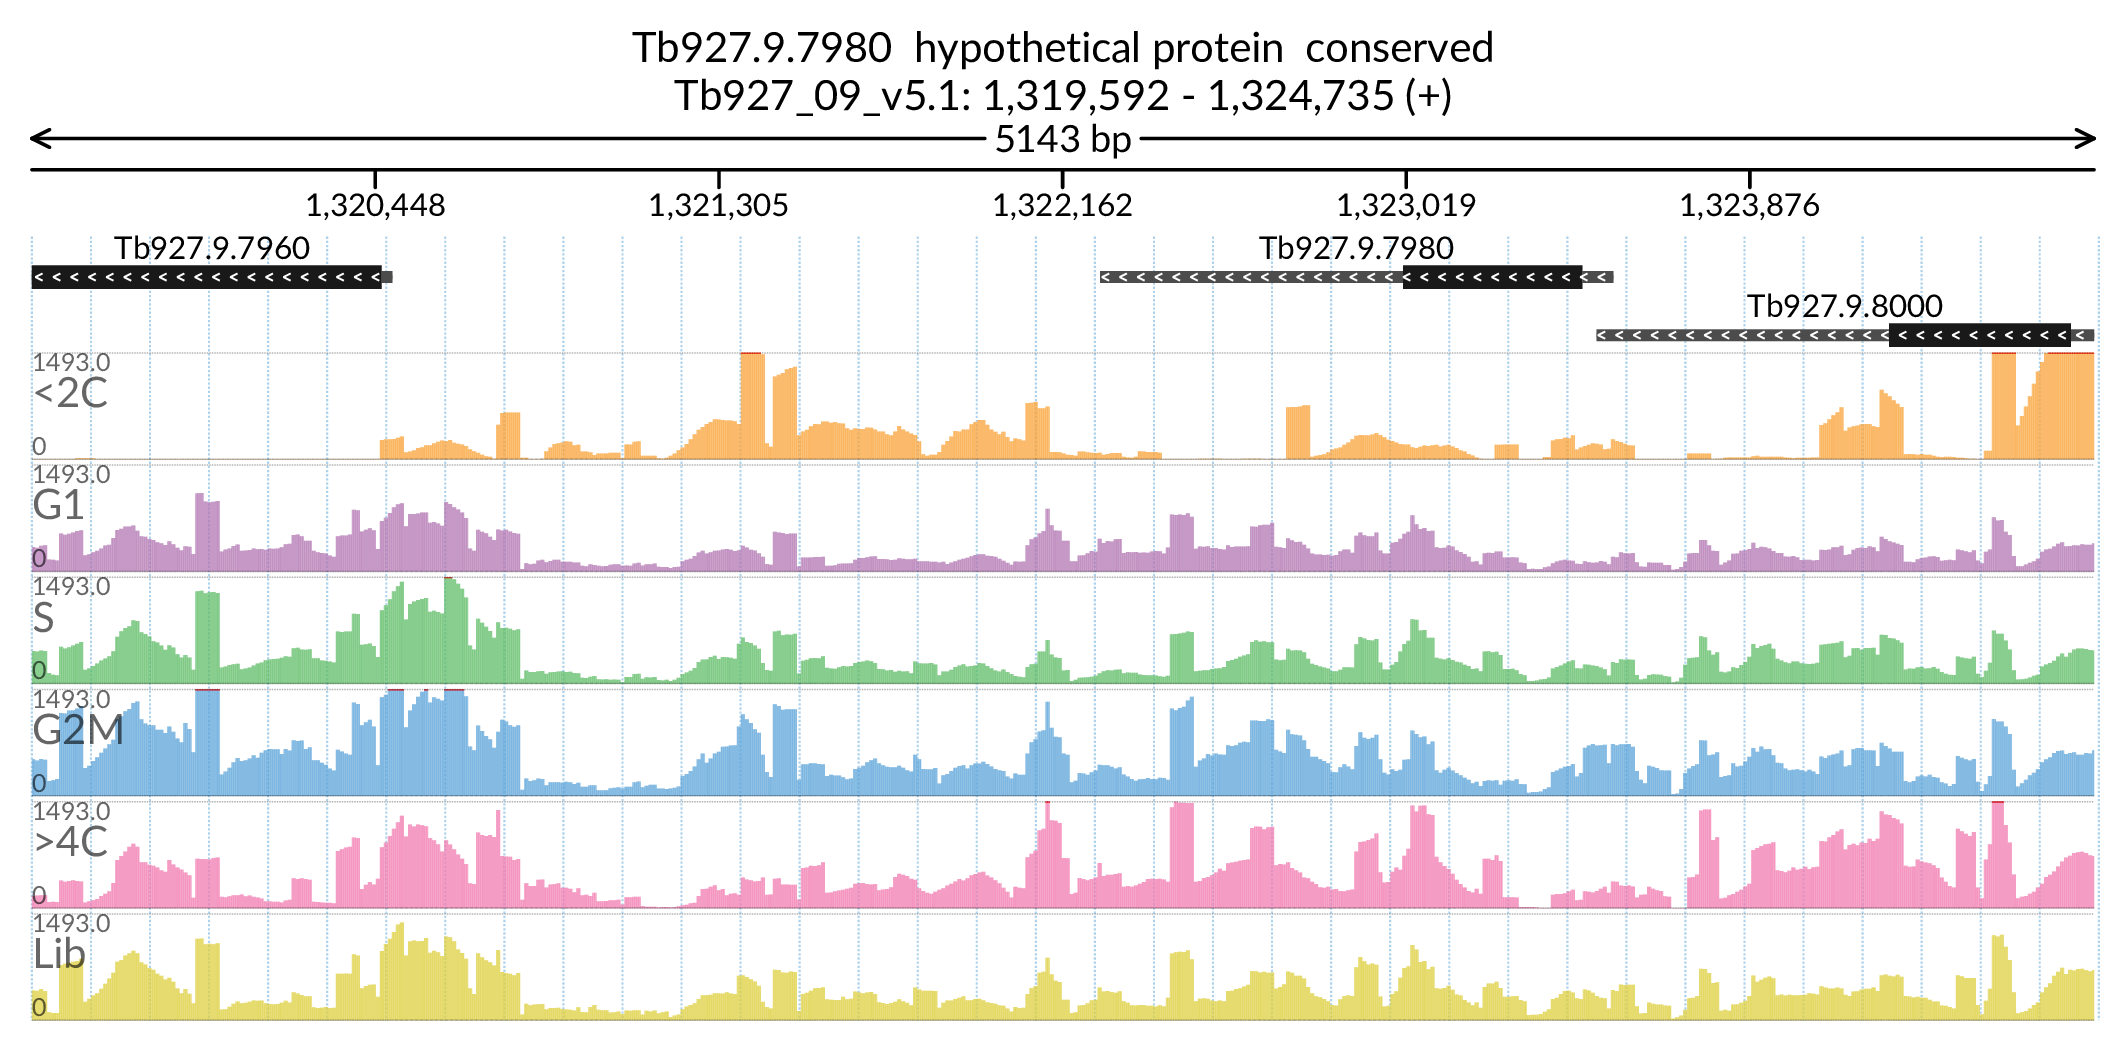 Tb927.9.7980  hypothetical protein  conserved
Tb927_09_v5.1: 1,319,592 - 1,324,735 (+)
5143 bp
1,320,448 1,321,305 1,322,162 1,323,019 1,323,876
Tb927.9.7960 Tb927.9.7980
Tb927.9.8000
1493.0
<2C
0
1493.0
G1
0
1493.0
S
0
1493.0
G2M
0
1493.0
>4C
0
1493.0
Lib
0